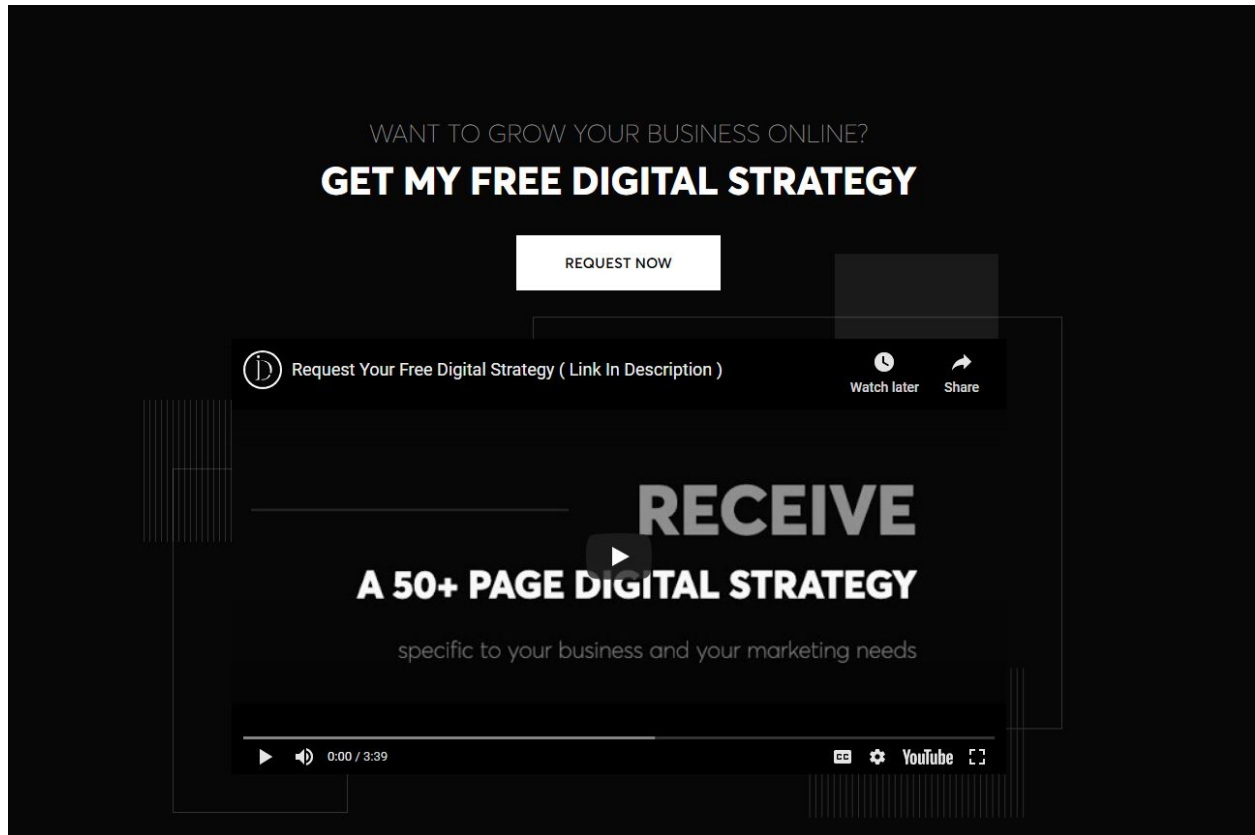 WANT TO GROW YOUR BUSINESS ONLINE?
GET MY FREE DIGITAL STRATEGY
REQUEST NOW
Request Your Free Digital Strategy ( Link In Description )
Watch later
Share
RECEIVE
A 50+ PAGE DIGITAL STRATEGY
specific to your business and your marketing needs
0:00 / 3:39
CC
YouTube